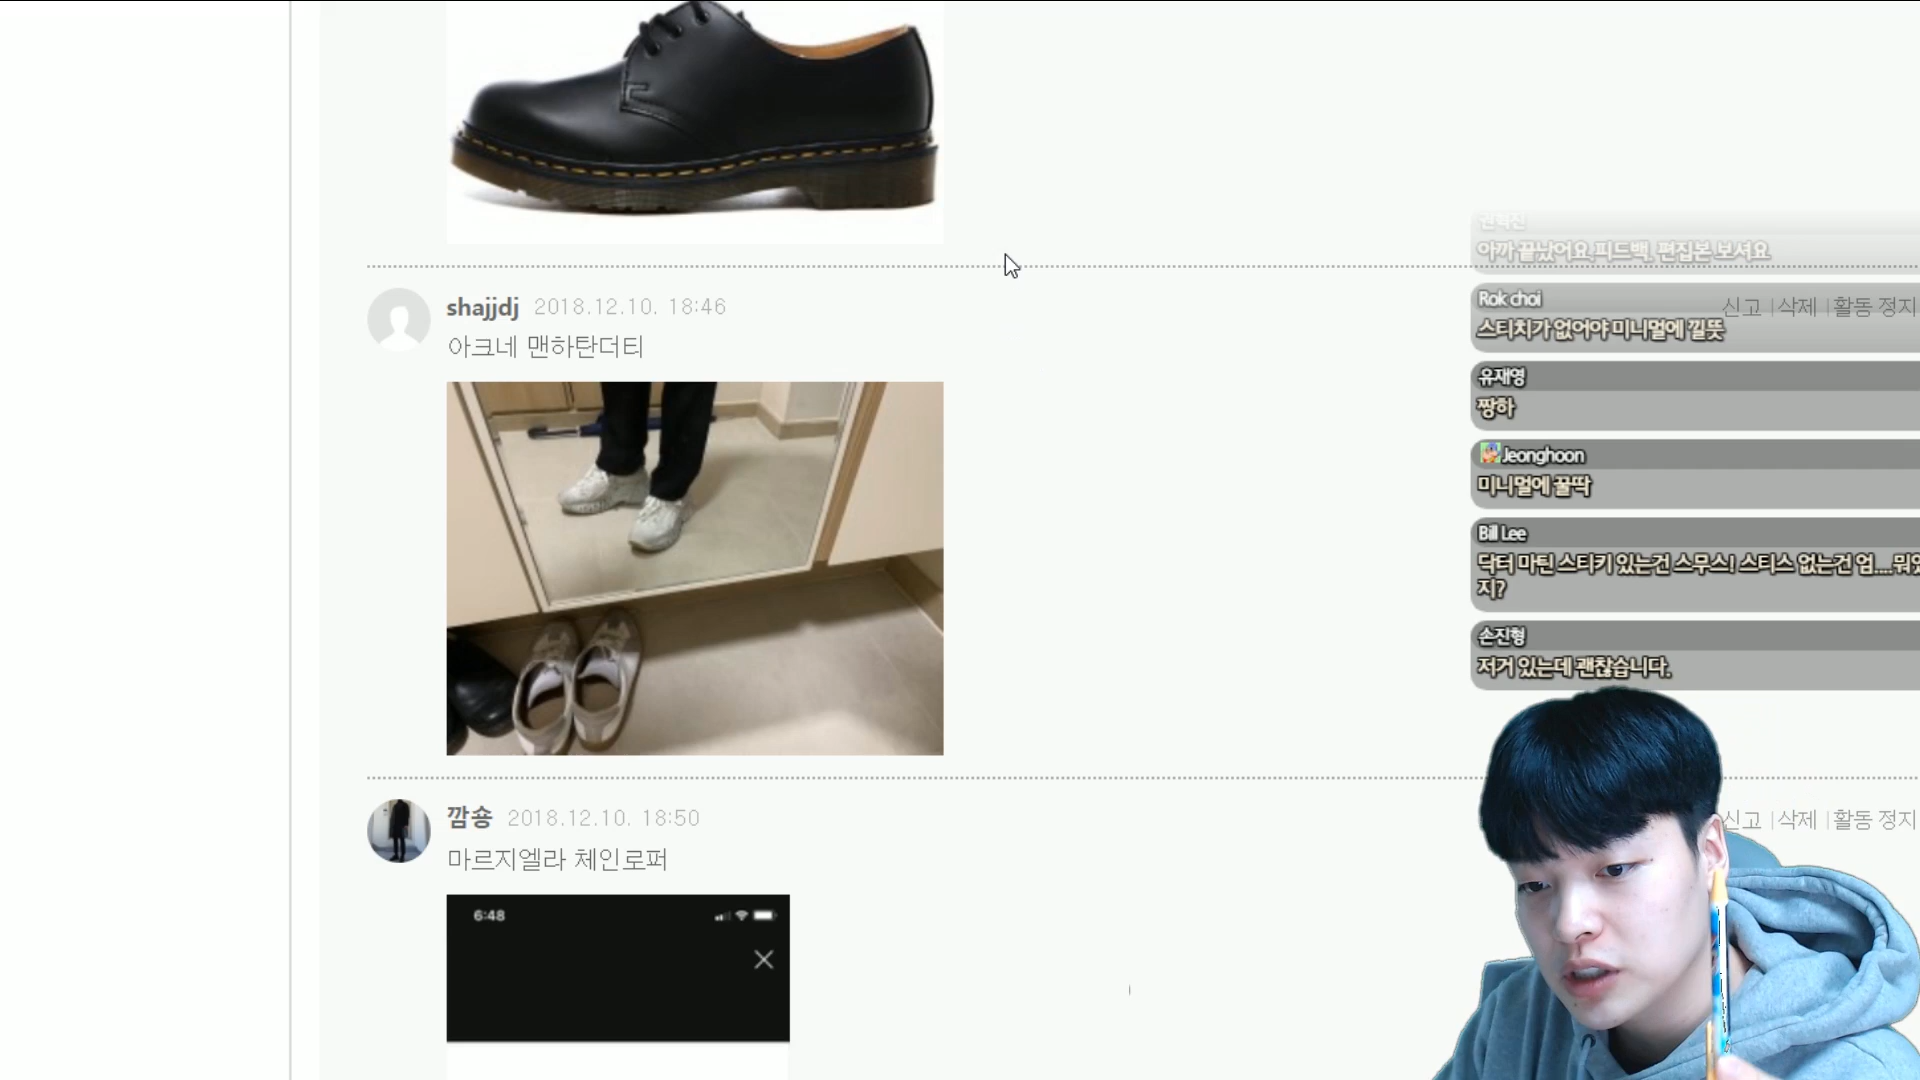 shajjdj 2018.12.10. 18:46
신고 | 삭제 | 활동 정지
아크네 맨하탄더티
깜숑 2018.12.10. 18:50
신고 | 삭제 | 활동 정지
마르지엘라 체인로퍼
6:48
아까 끝났어요 피드백. 편집본 보셔요
Rok choi
스티치가 없어야 미니멀에 낄뜻
유재영
짱하
Jeonghoon
미니멀에 꿀딱
Bill Lee
닥터 마틴 스티키 있는건 스무스! 스티스 없는건 엄....뭐였
지?
손진형
저거 있는데 괜찮습니다.